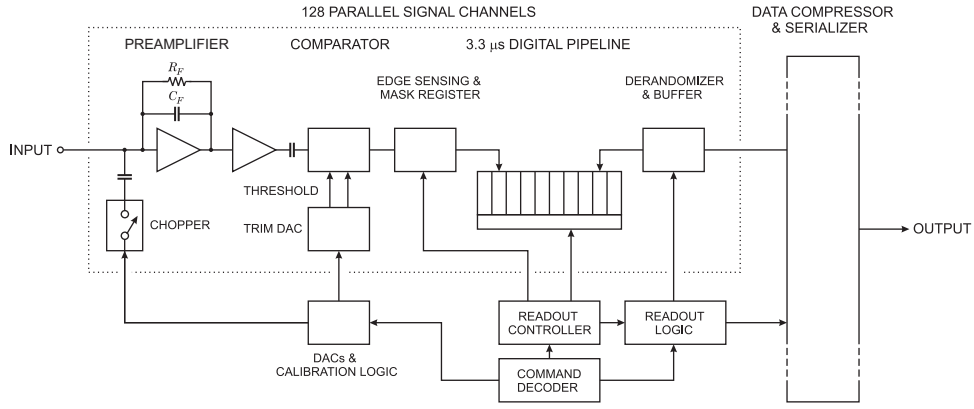 128 PARALLEL SIGNAL CHANNELS
DATA COMPRESSOR
& SERIALIZER
PREAMPLIFIER
COMPARATOR
3.3 μs DIGITAL PIPELINE
R_F
C_F
EDGE SENSING &
MASK REGISTER
DERANDOMIZER
& BUFFER
INPUT
THRESHOLD
CHOPPER
TRIM DAC
OUTPUT
READOUT
CONTROLLER
READOUT
LOGIC
DACs &
CALIBRATION LOGIC
COMMAND
DECODER